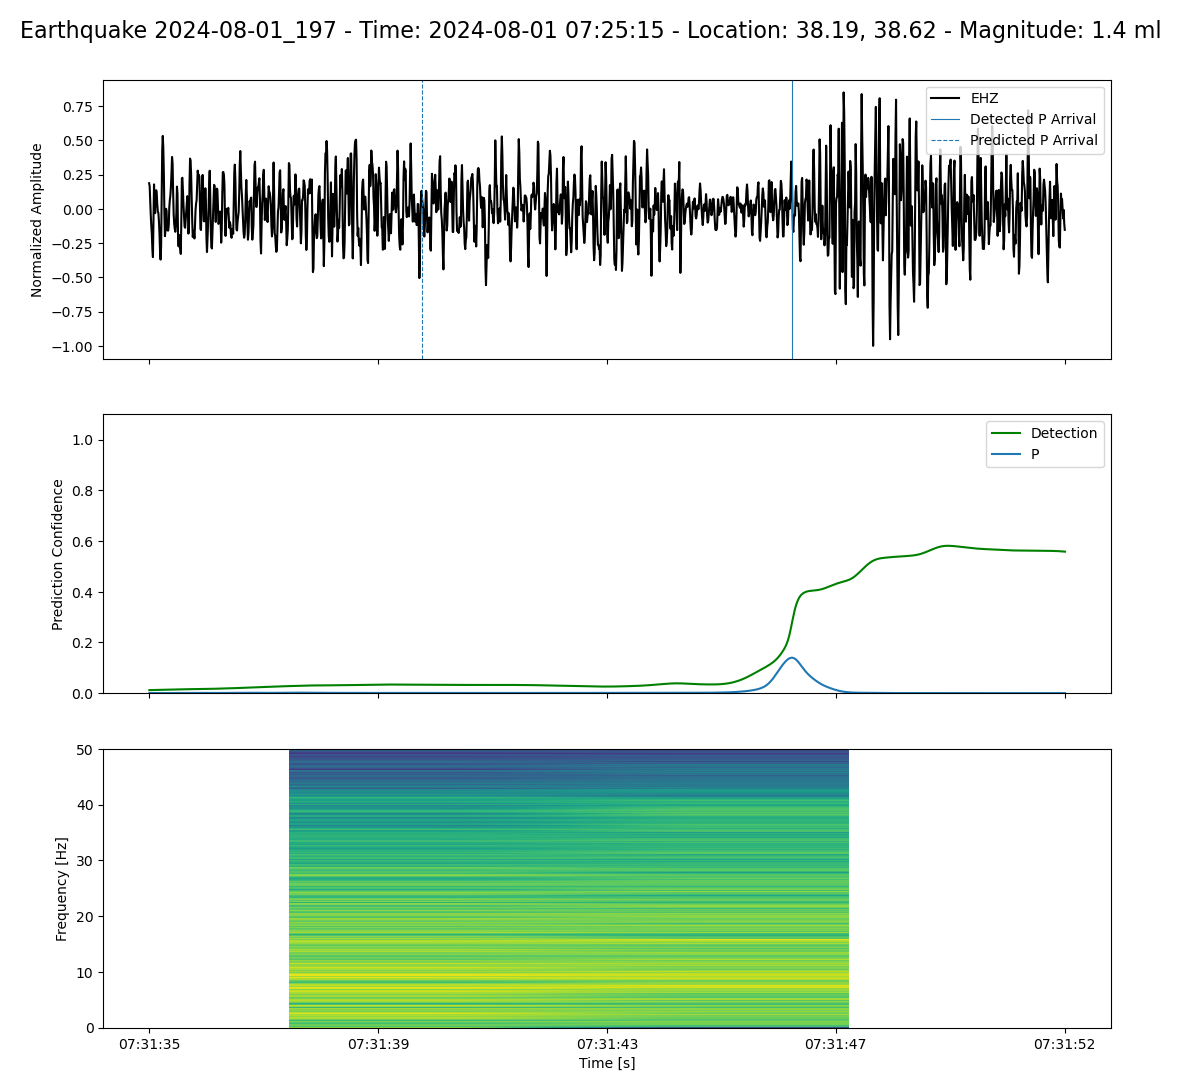 Earthquake 2024-08-01_197 - Time: 2024-08-01 07:25:15 - Location: 38.19, 38.62 - Magnitude: 1.4 ml
Normalized Amplitude
0.75
0.50
0.25
0.00
−0.25
−0.50
−0.75
−1.00
EHZ
Detected P Arrival
Predicted P Arrival
Prediction Confidence
1.0
0.8
0.6
0.4
0.2
0.0
Detection
P
Frequency [Hz]
50
40
30
20
10
0
07:31:35 07:31:39 07:31:43 07:31:47 07:31:52
Time [s]